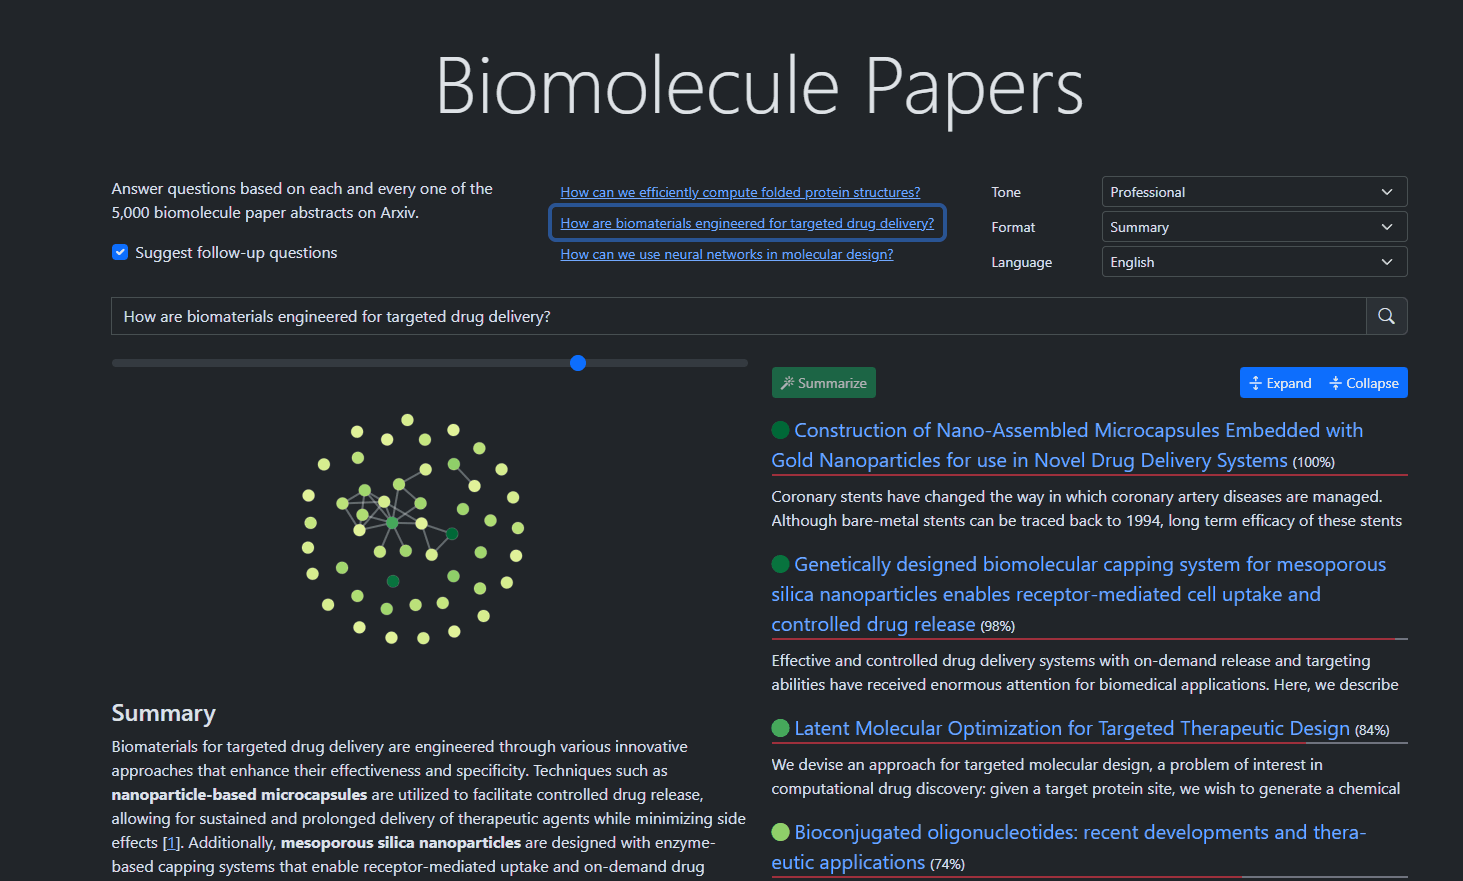 Biomolecule Papers
Answer questions based on each and every one of the
5,000 biomolecule paper abstracts on Arxiv.
Suggest follow-up questions
How can we efficiently compute folded protein structures?
How are biomaterials engineered for targeted drug delivery?
How can we use neural networks in molecular design?
Tone
Professional
Format
Summary
Language
English
How are biomaterials engineered for targeted drug delivery?
Summary
Biomaterials for targeted drug delivery are engineered through various innovative
approaches that enhance their effectiveness and specificity. Techniques such as
nanoparticle-based microcapsules are utilized to facilitate controlled drug release,
allowing for sustained and prolonged delivery of therapeutic agents while minimizing side
effects [1]. Additionally, mesoporous silica nanoparticles are designed with enzyme-
based capping systems that enable receptor-mediated uptake and on-demand drug
Summarize
Expand
Collapse
Construction of Nano-Assembled Microcapsules Embedded with
Gold Nanoparticles for use in Novel Drug Delivery Systems (100%)
Coronary stents have changed the way in which coronary artery diseases are managed.
Although bare-metal stents can be traced back to 1994, long term efficacy of these stents
Genetically designed biomolecular capping system for mesoporous
silica nanoparticles enables receptor-mediated cell uptake and
controlled drug release (98%)
Effective and controlled drug delivery systems with on-demand release and targeting
abilities have received enormous attention for biomedical applications. Here, we describe
Latent Molecular Optimization for Targeted Therapeutic Design (84%)
We devise an approach for targeted molecular design, a problem of interest in
computational drug discovery: given a target protein site, we wish to generate a chemical
Bioconjugated oligonucleotides: recent developments and thera-
eutic applications (74%)